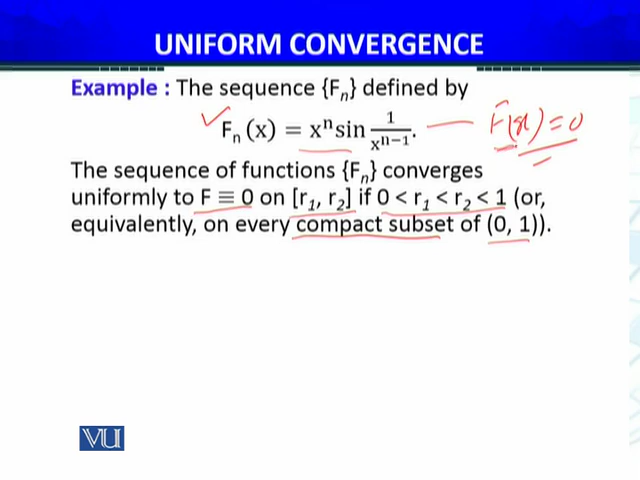 UNIFORM CONVERGENCE
Example : The sequence {Fₙ} defined by
Fₙ (x) = xⁿ sin 1/xⁿ⁻¹.
F(x) = 0
The sequence of functions {Fₙ} converges
uniformly to F ≡ 0 on [r₁, r₂] if 0 < r₁ < r₂ < 1 (or,
equivalently, on every compact subset of (0, 1)).
VU